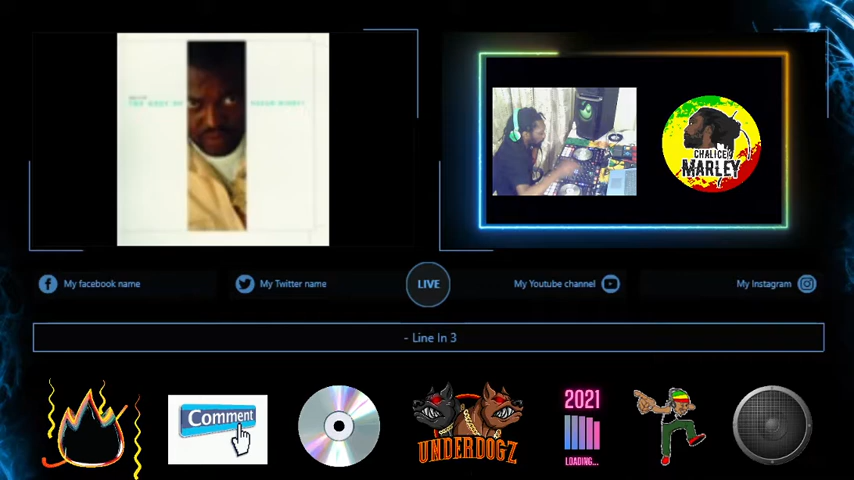 CHALICE
MARLEY
My facebook name
My Twitter name
LIVE
My Youtube channel
My Instagram
- Line In 3
Comment
UNDERDOGZ
2021
LOADING...